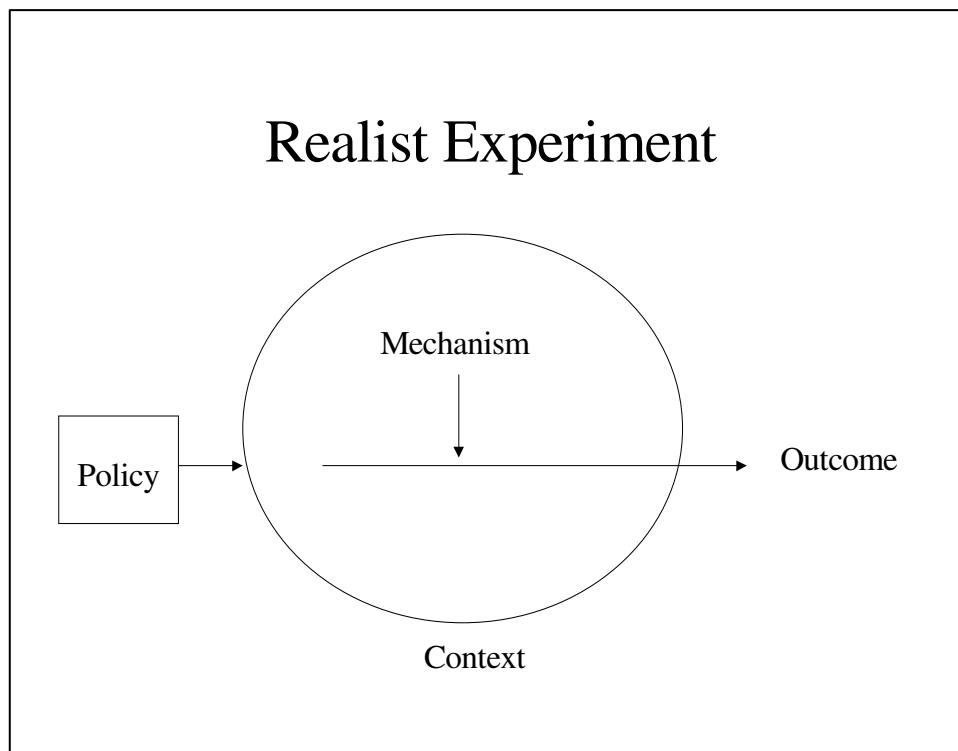 Realist Experiment
Mechanism
Policy
Outcome
Context